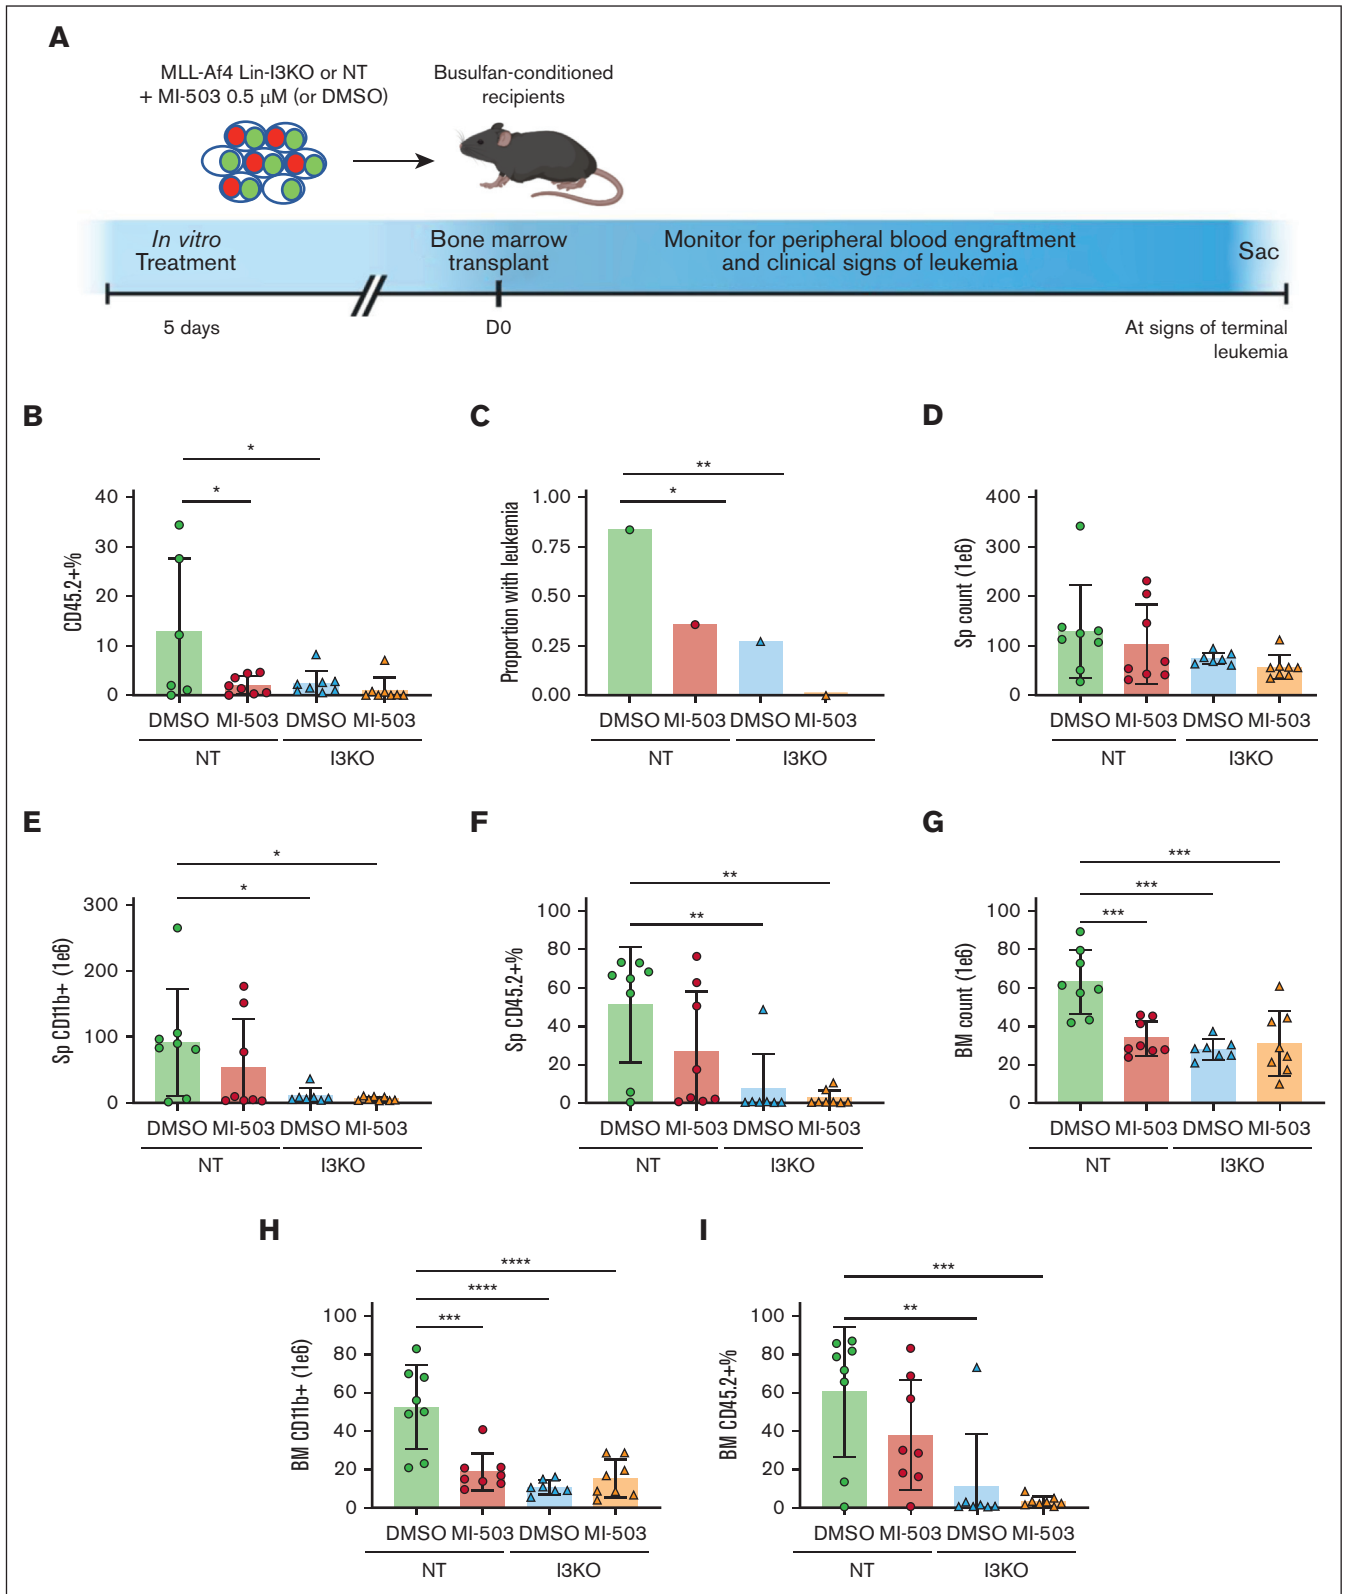 A
MLL-Af4 Lin-I3KO or NT
+ MI-503 0.5 μM (or DMSO)
Busulfan-conditioned
recipients
In vitro
Treatment
Bone marrow
transplant
Monitor for peripheral blood engraftment
and clinical signs of leukemia
Sac
5 days
D0
At signs of terminal
leukemia
B
CD45.2+%
40
30
20
10
0
*
*
DMSO MI-503 DMSO MI-503
NT I3KO
C
Proportion with leukemia
1.00
0.75
0.50
0.25
0.00
**
*
DMSO MI-503 DMSO MI-503
NT I3KO
D
Sp count (1e6)
400
300
200
100
0
DMSO MI-503 DMSO MI-503
NT I3KO
E
Sp CD11b+ (1e6)
300
200
100
0
*
*
DMSO MI-503 DMSO MI-503
NT I3KO
F
Sp CD45.2+%
100
80
60
40
20
0
**
**
DMSO MI-503 DMSO MI-503
NT I3KO
G
BM count (1e6)
100
80
60
40
20
0
***
***
***
DMSO MI-503 DMSO MI-503
NT I3KO
H
BM CD11b+ (1e6)
100
80
60
40
20
0
****
****
***
DMSO MI-503 DMSO MI-503
NT I3KO
I
BM CD45.2+%
100
80
60
40
20
0
***
**
DMSO MI-503 DMSO MI-503
NT I3KO